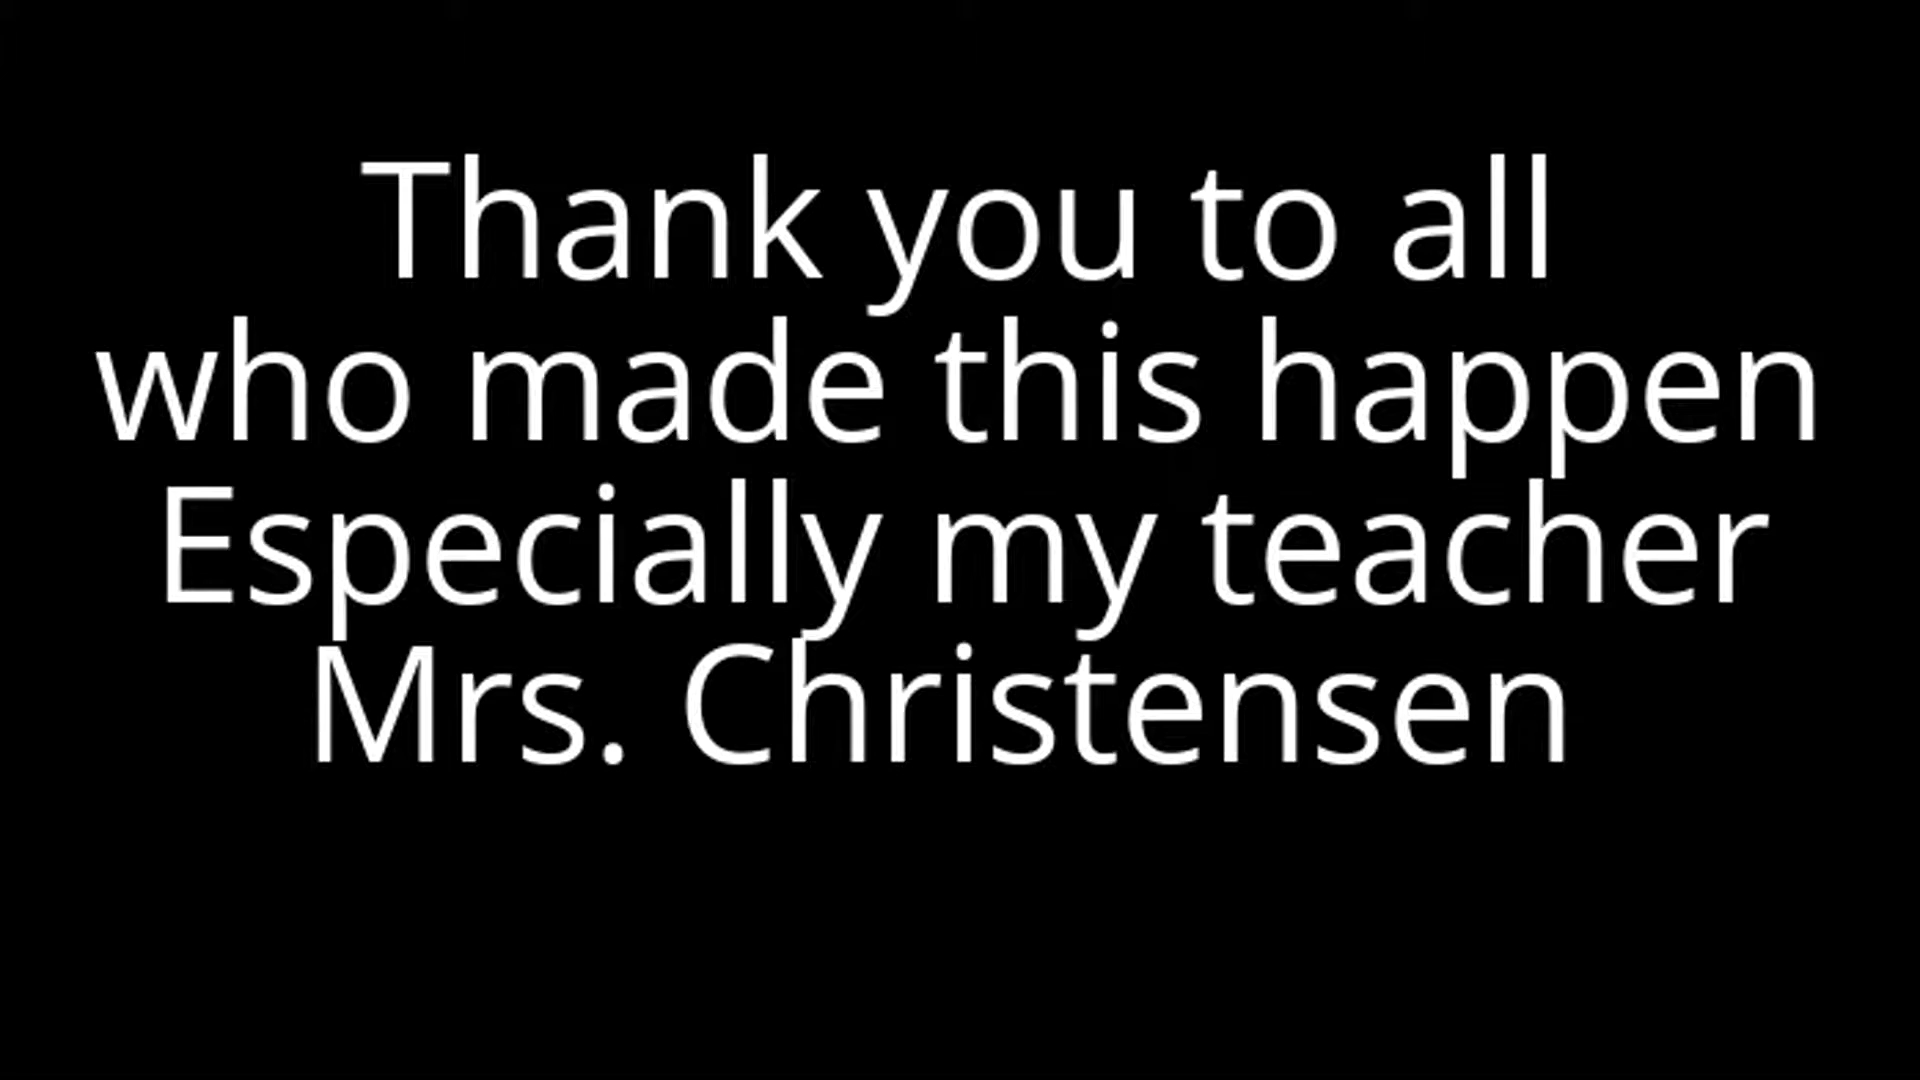 Thank you to all
who made this happen
Especially my teacher
Mrs. Christensen